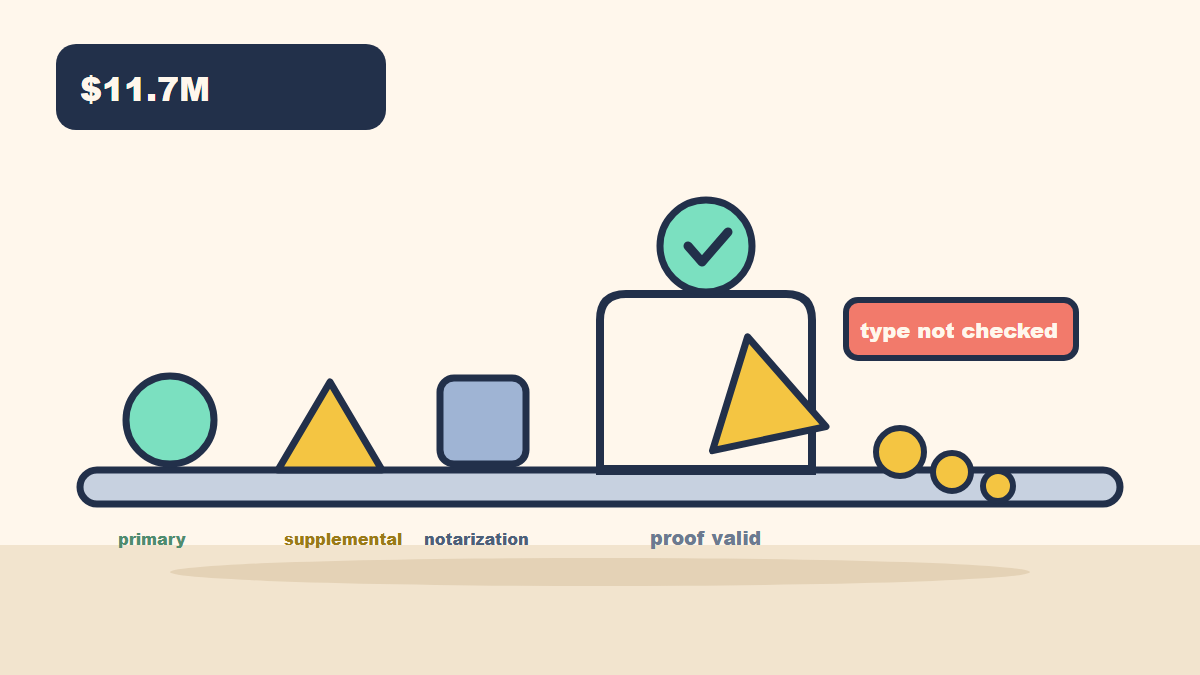 $11.7M
type not checked
primary
supplemental
notarization
proof valid